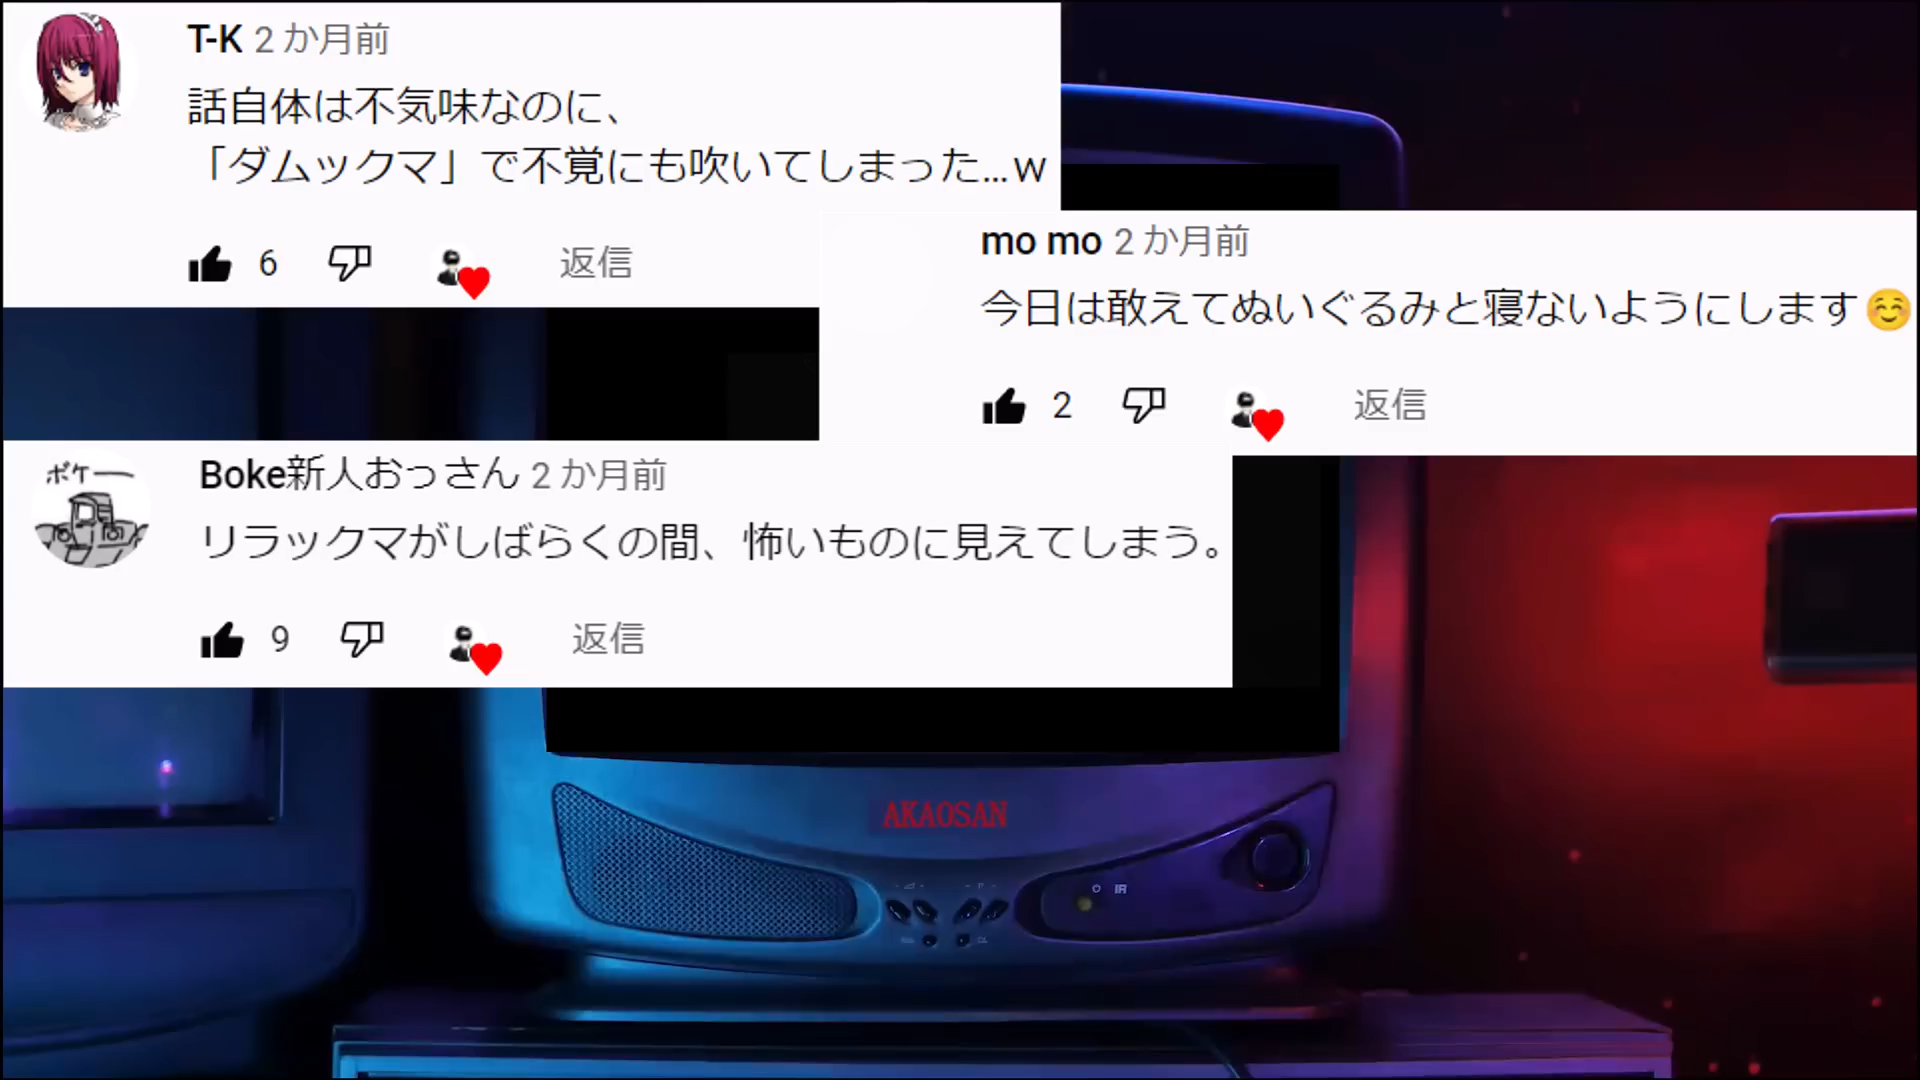 T-K 2 か月前
話自体は不気味なのに、
「ダムックマ」で不覚にも吹いてしまった…w
6 返信
mo mo 2 か月前
今日は敢えてぬいぐるみと寝ないようにします☺️
2 返信
ボケー
Boke新人おっさん 2 か月前
リラックマがしばらくの間、怖いものに見えてしまう。
9 返信
AKAOSAN
IR